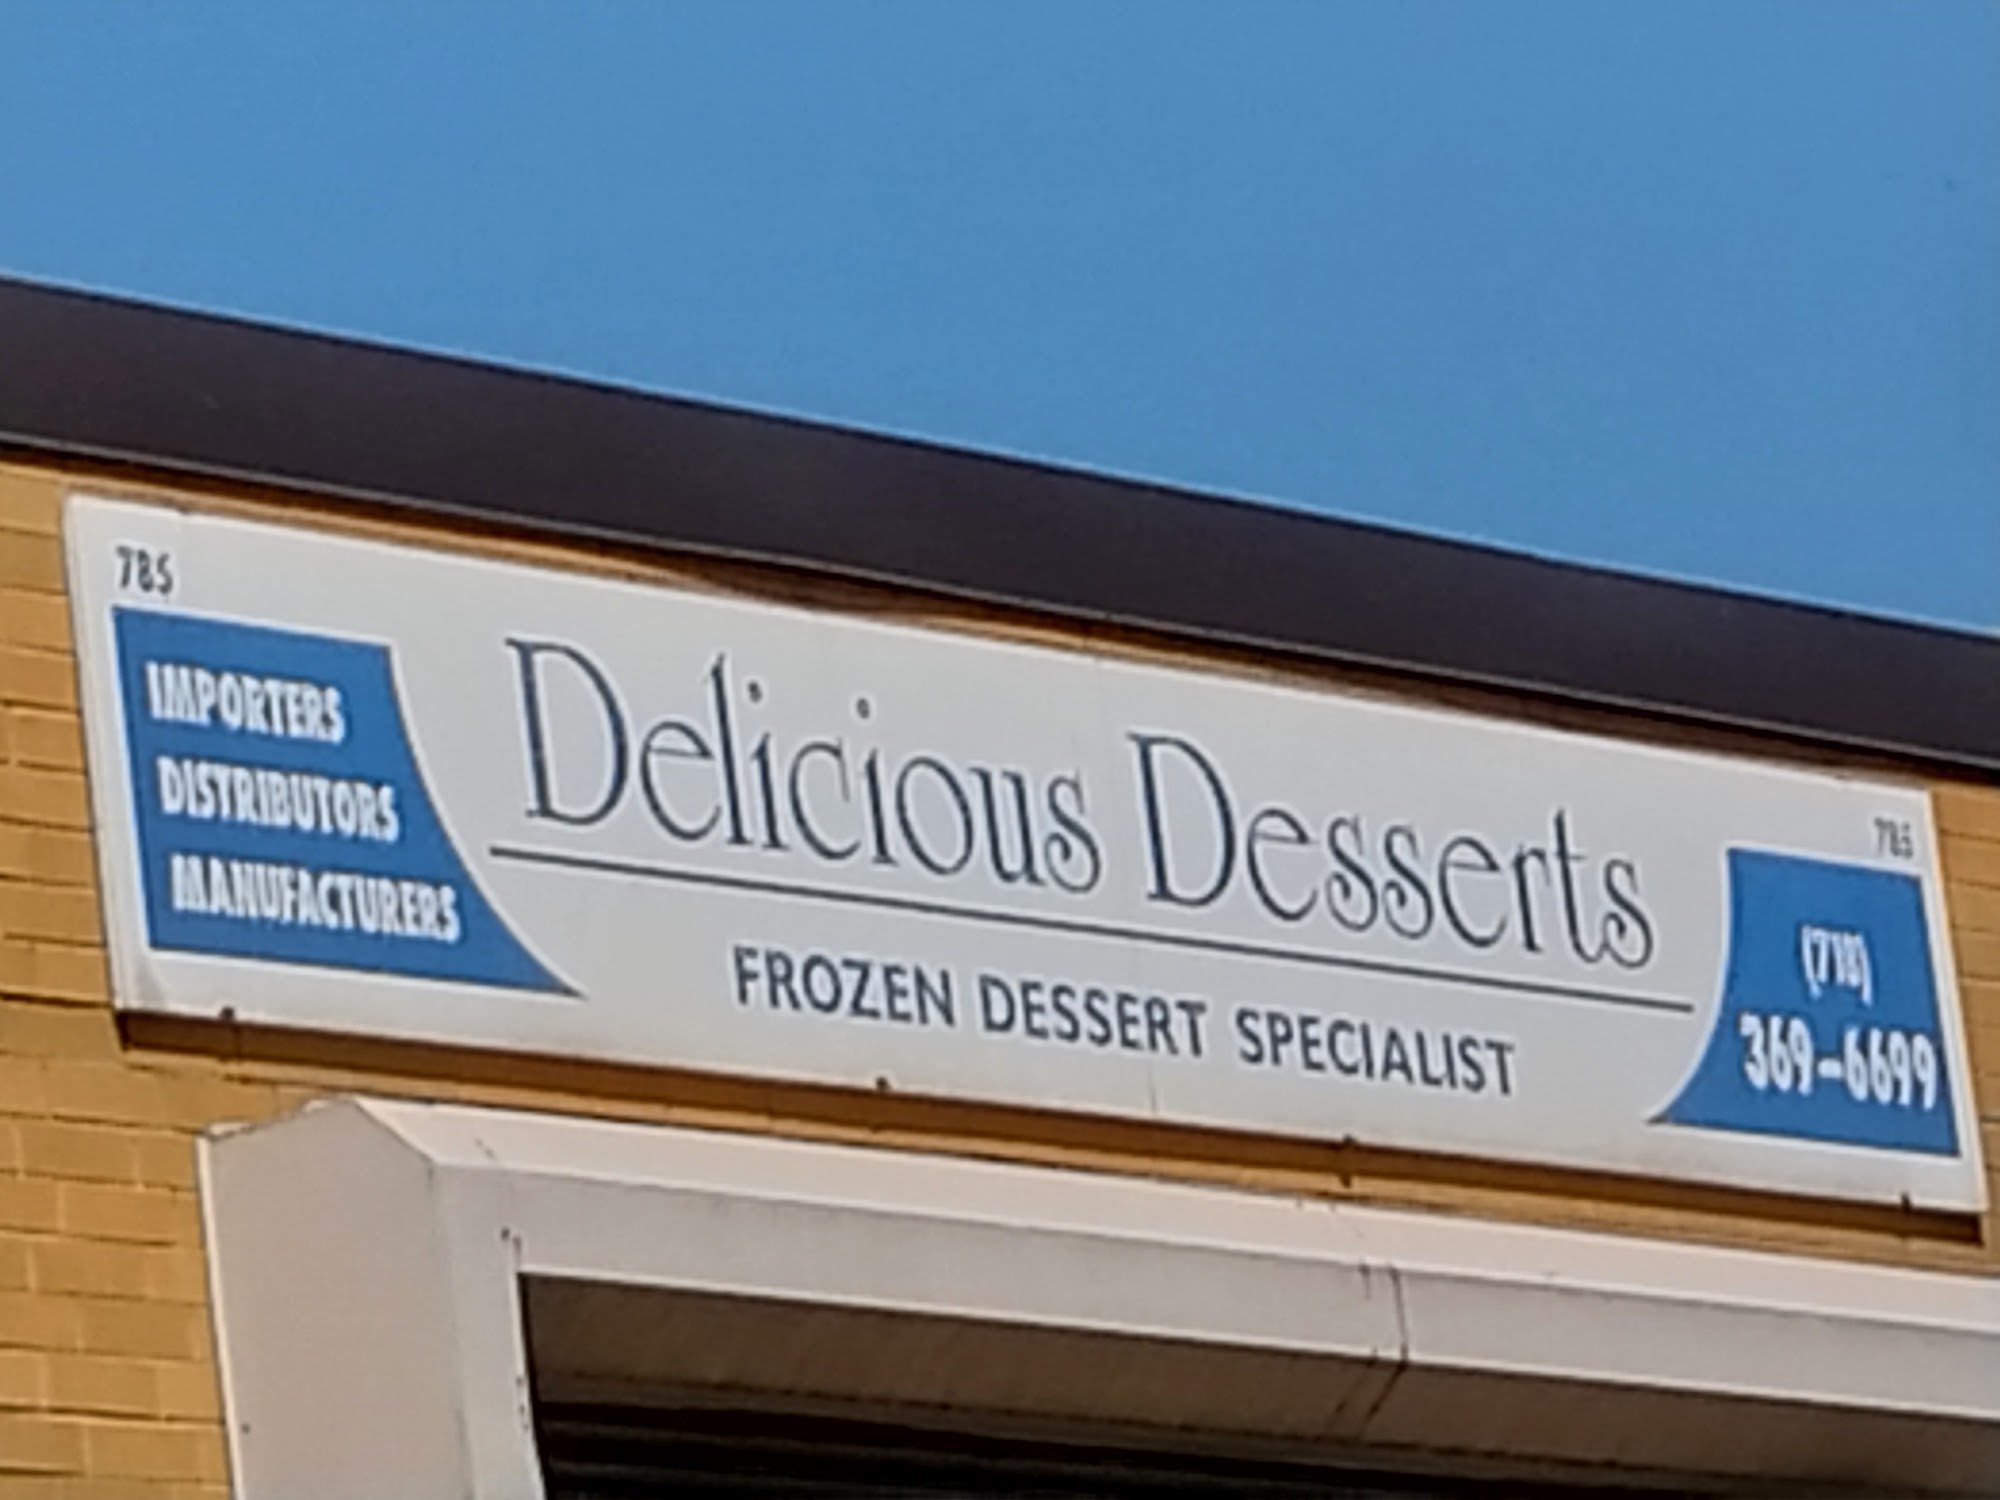 785
IMPORTERS
DISTRIBUTORS
MANUFACTURERS
Delicious Desserts
FROZEN DESSERT SPECIALIST
785
(718)
369-6699